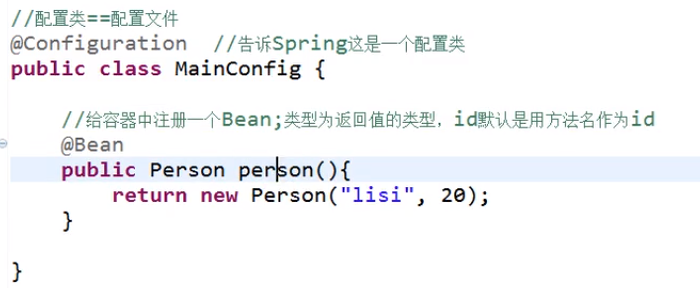 //配置类==配置文件
@Configuration  //告诉Spring这是一个配置类
public class MainConfig {
    //给容器中注册一个Bean;类型为返回值的类型，id默认是用方法名作为id
    @Bean
    public Person person(){
        return new Person("lisi", 20);
    }
}